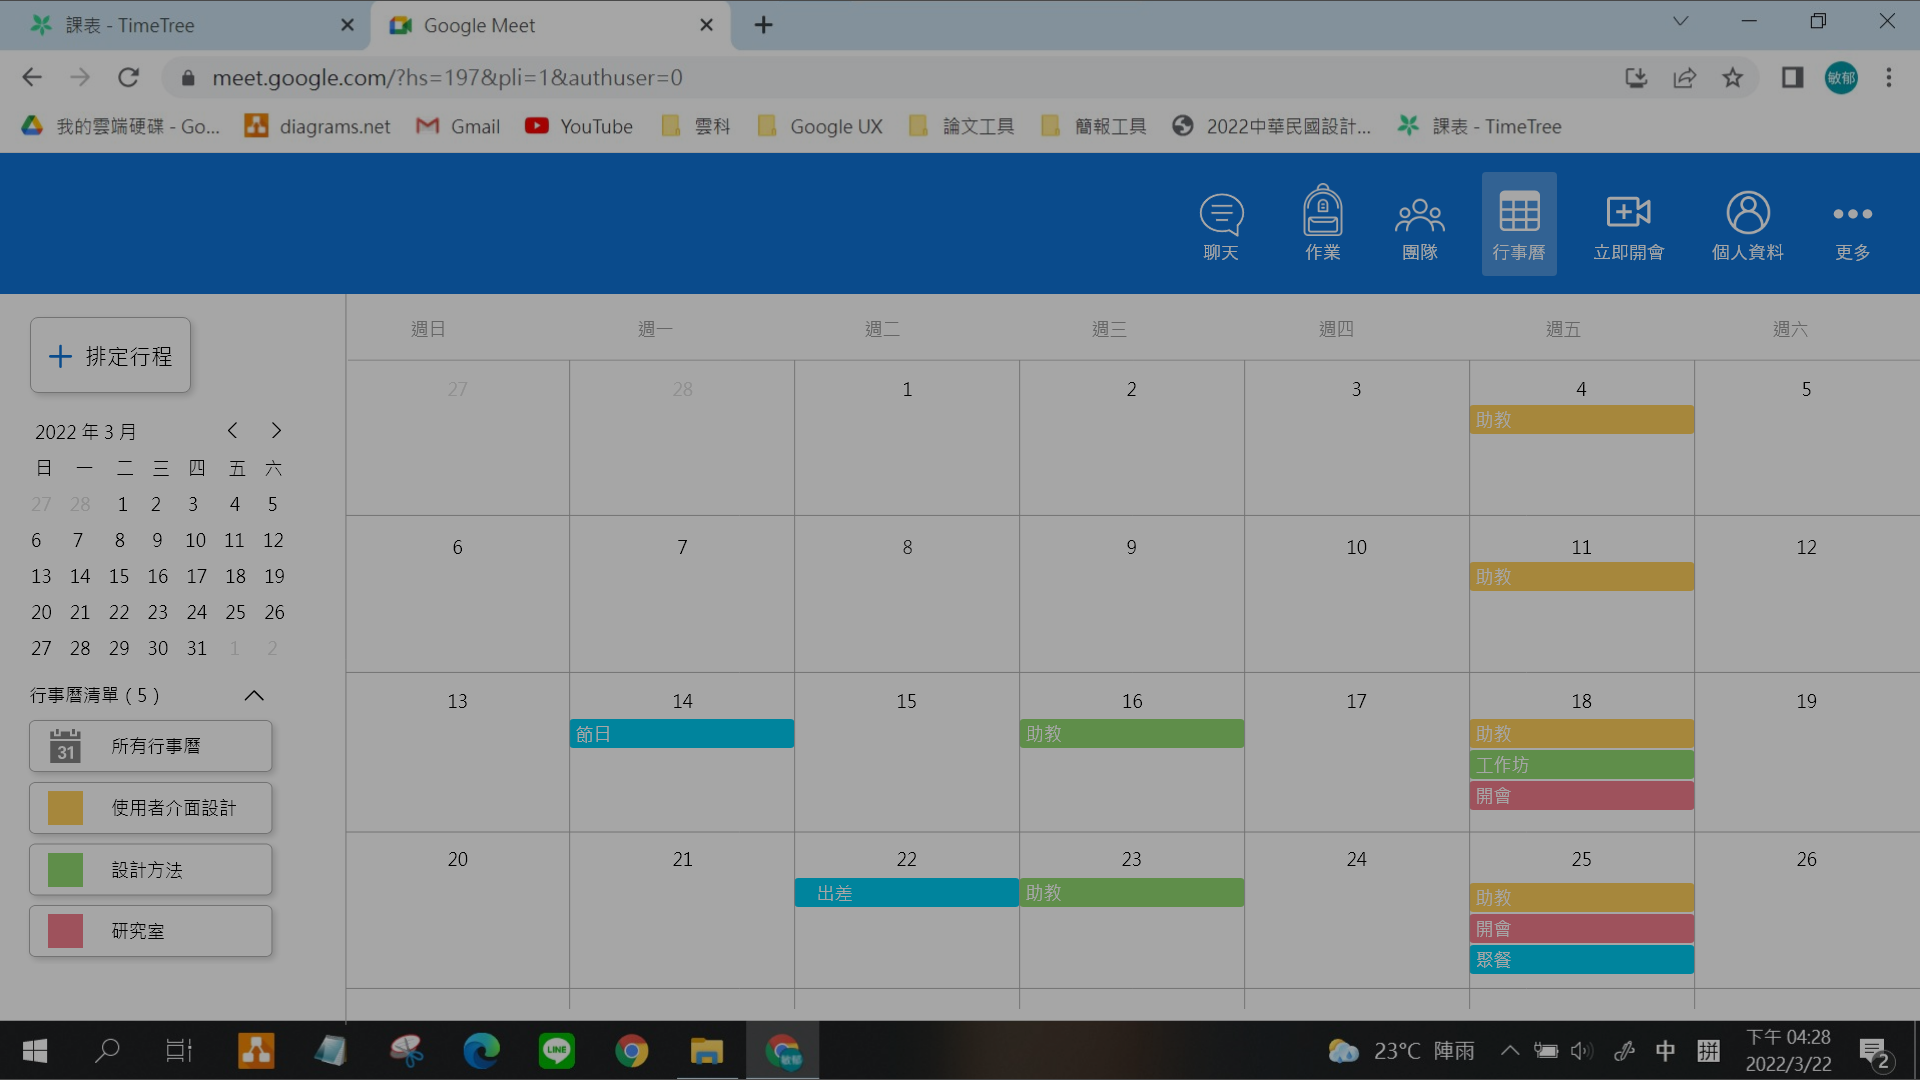 課表 - TimeTree
Google Meet
meet.google.com/?hs=197&pli=1&authuser=0
敏郁
我的雲端硬碟 - Go...
diagrams.net
Gmail
YouTube
雲科
Google UX
論文工具
簡報工具
2022中華民國設計...
課表 - TimeTree
聊天
作業
團隊
行事曆
立即開會
個人資料
更多
排定行程
2022 年 3 月
日 一 二 三 四 五 六
27 28 1 2 3 4 5
6 7 8 9 10 11 12
13 14 15 16 17 18 19
20 21 22 23 24 25 26
27 28 29 30 31 1 2
行事曆清單 ( 5 )
31
所有行事曆
使用者介面設計
設計方法
研究室
週日 週一 週二 週三 週四 週五 週六
27 28 1 2 3 4 5
助教
6 7 8 9 10 11 12
助教
13 14 15 16 17 18 19
節日 助教 助教
工作坊
開會
20 21 22 23 24 25 26
出差 助教 助教
開會
聚餐
LINE
敏郁
23°C 陣雨
中
拼
下午 04:28
2022/3/22
2